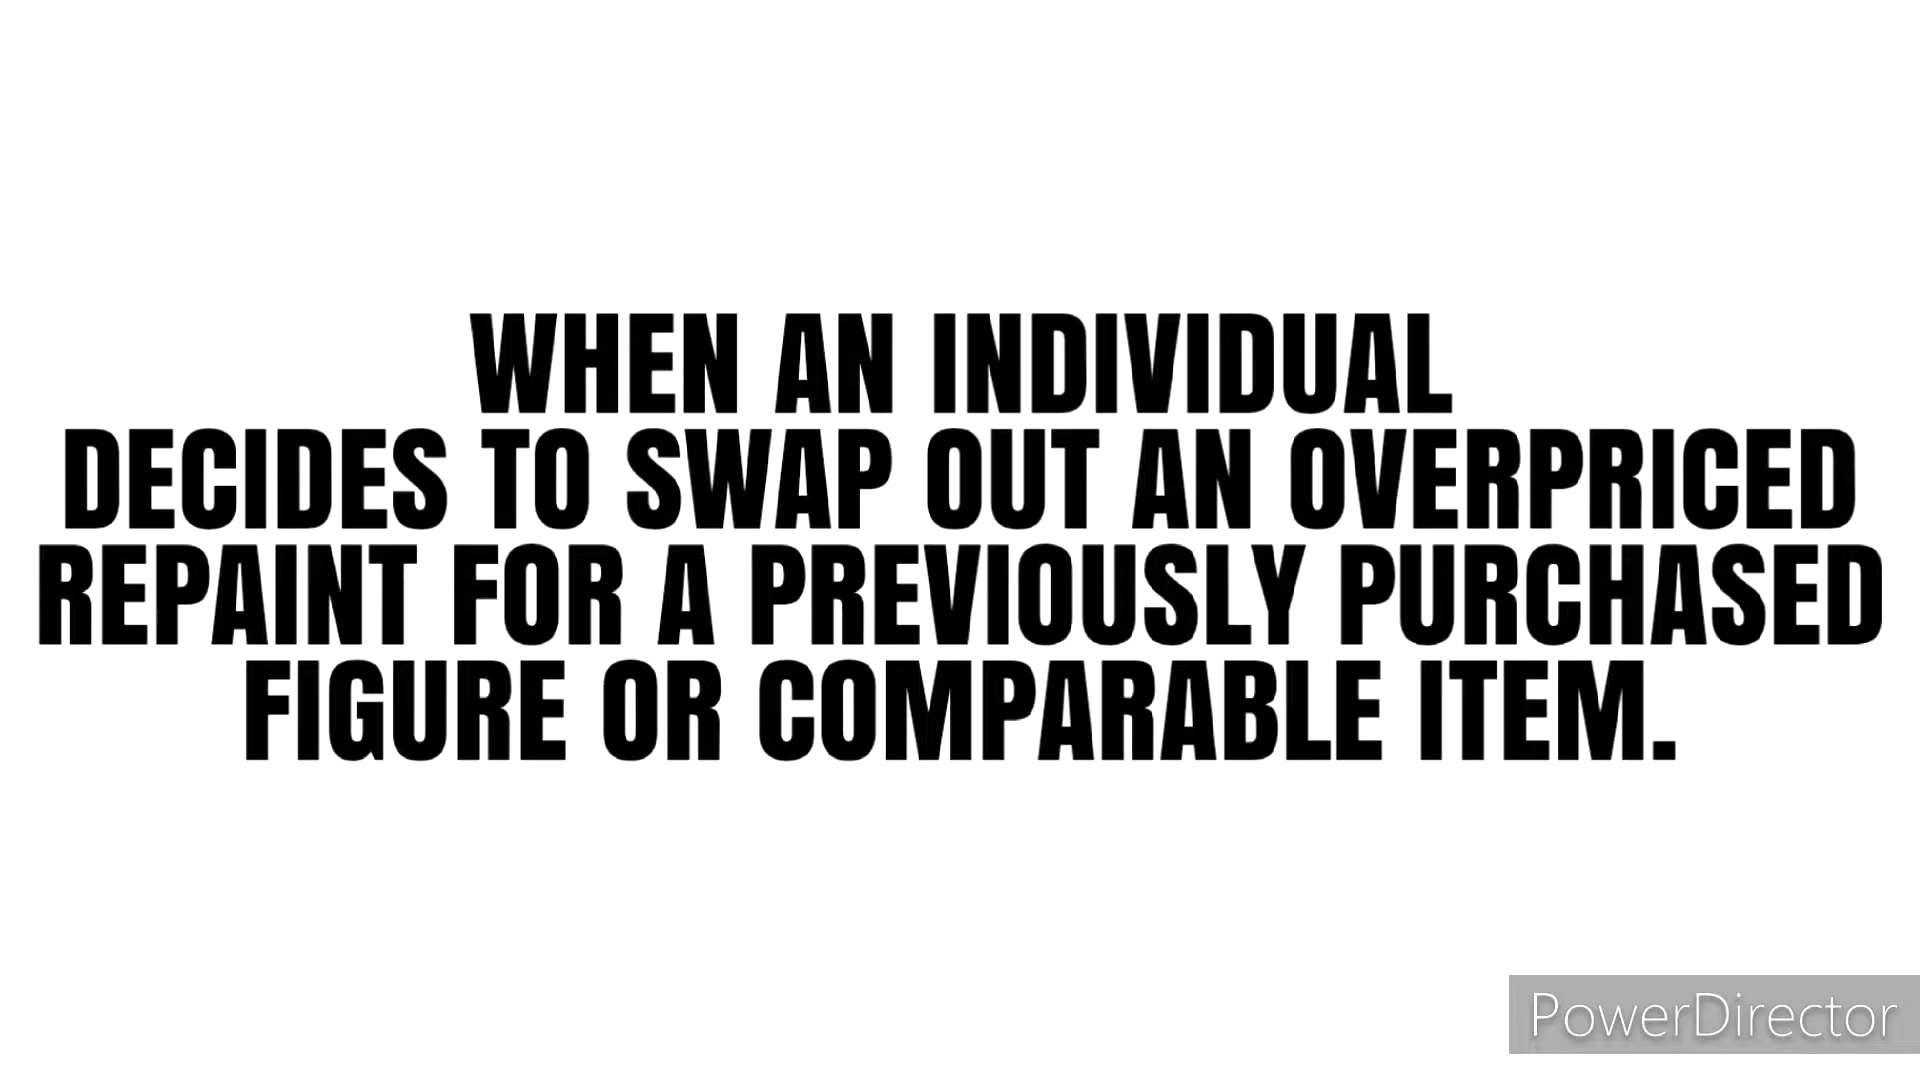 WHEN AN INDIVIDUAL
DECIDES TO SWAP OUT AN OVERPRICED
REPAINT FOR A PREVIOUSLY PURCHASED
FIGURE OR COMPARABLE ITEM.
PowerDirector